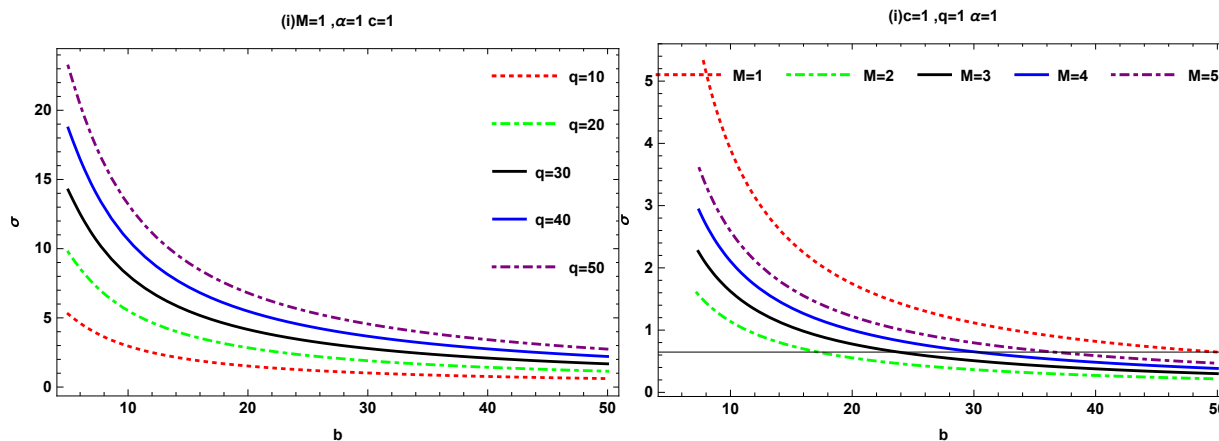 (i)M=1 ,α=1 c=1
σ
20
15
10
5
0
q=10
q=20
q=30
q=40
q=50
10 20 30 40 50
b
(i)c=1 ,q=1 α=1
σ
5
4
3
2
1
0
M=1 M=2 M=3 M=4 M=5
10 20 30 40 50
b